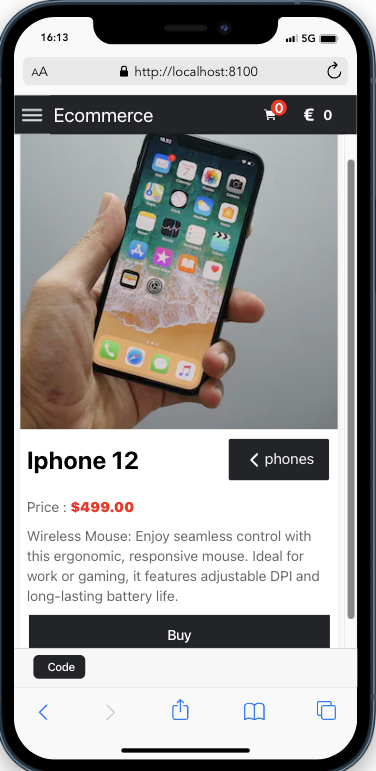 16:13
5G
AA
http://localhost:8100
Ecommerce
0
€ 0
Iphone 12
phones
Price : $499.00
Wireless Mouse: Enjoy seamless control with
this ergonomic, responsive mouse. Ideal for
work or gaming, it features adjustable DPI and
long-lasting battery life.
Buy
Code